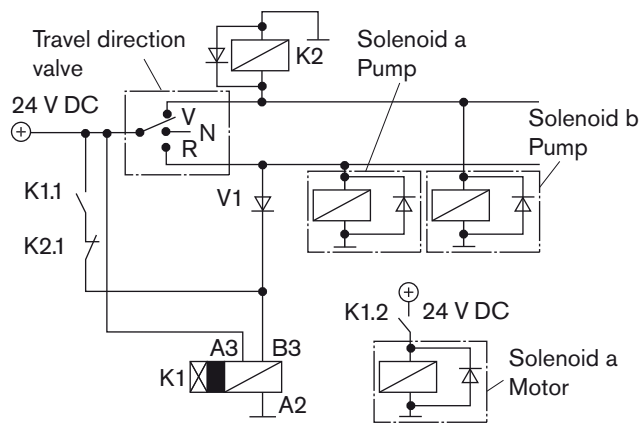 Travel direction
valve
K2
Solenoid a
Pump
24 V DC
V
N
R
Solenoid b
Pump
K1.1
V1
K2.1
K1.2
24 V DC
A3
B3
K1
A2
Solenoid a
Motor